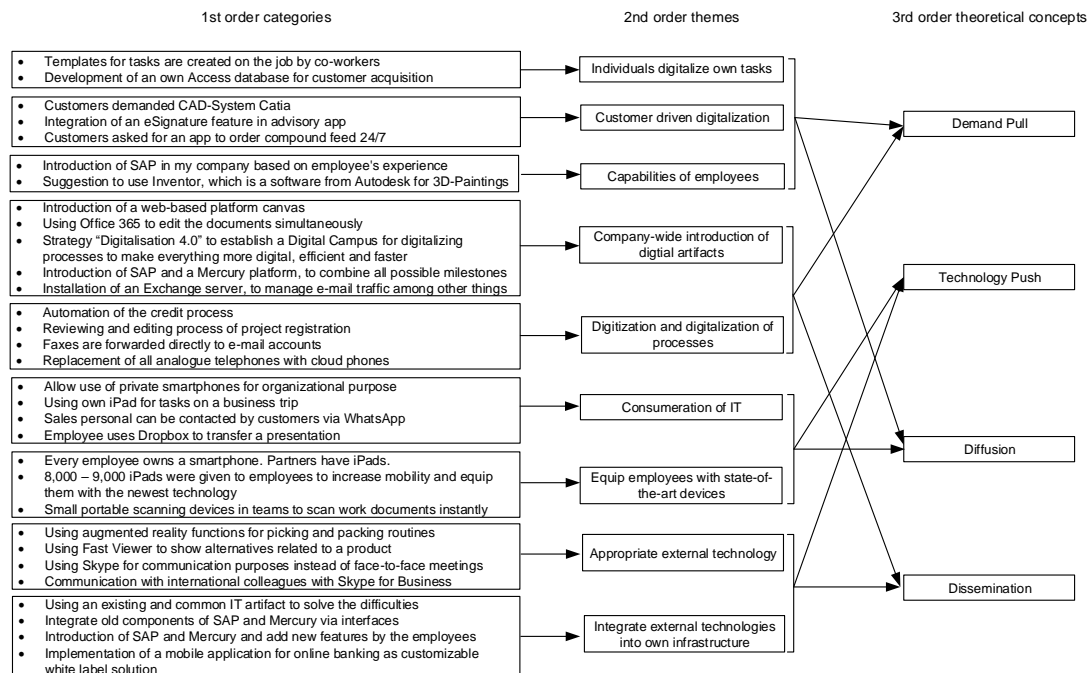 1st order categories
2nd order themes
3rd order theoretical concepts
• Templates for tasks are created on the job by co-workers
• Development of an own Access database for customer acquisition
Individuals digitalize own tasks
• Customers demanded CAD-System Catia
• Integration of an eSignature feature in advisory app
• Customers asked for an app to order compound feed 24/7
Customer driven digitalization
• Introduction of SAP in my company based on employee's experience
• Suggestion to use Inventor, which is a software from Autodesk for 3D-Paintings
Capabilities of employees
• Introduction of a web-based platform canvas
• Using Office 365 to edit the documents simultaneously
• Strategy “Digitalisation 4.0” to establish a Digital Campus for digitalizing
processes to make everything more digital, efficient and faster
• Introduction of SAP and a Mercury platform, to combine all possible milestones
• Installation of an Exchange server, to manage e-mail traffic among other things
Company-wide introduction of
digtial artifacts
• Automation of the credit process
• Reviewing and editing process of project registration
• Faxes are forwarded directly to e-mail accounts
• Replacement of all analogue telephones with cloud phones
Digitization and digitalization of
processes
• Allow use of private smartphones for organizational purpose
• Using own iPad for tasks on a business trip
• Sales personal can be contacted by customers via WhatsApp
• Employee uses Dropbox to transfer a presentation
Consumeration of IT
• Every employee owns a smartphone. Partners have iPads.
• 8,000 – 9,000 iPads were given to employees to increase mobility and equip
them with the newest technology
• Small portable scanning devices in teams to scan work documents instantly
Equip employees with state-of-
the-art devices
• Using augmented reality functions for picking and packing routines
• Using Fast Viewer to show alternatives related to a product
• Using Skype for communication purposes instead of face-to-face meetings
• Communication with international colleagues with Skype for Business
Appropriate external technology
• Using an existing and common IT artifact to solve the difficulties
• Integrate old components of SAP and Mercury via interfaces
• Introduction of SAP and Mercury and add new features by the employees
• Implementation of a mobile application for online banking as customizable
white label solution
Integrate external technologies
into own infrastructure
Demand Pull
Technology Push
Diffusion
Dissemination